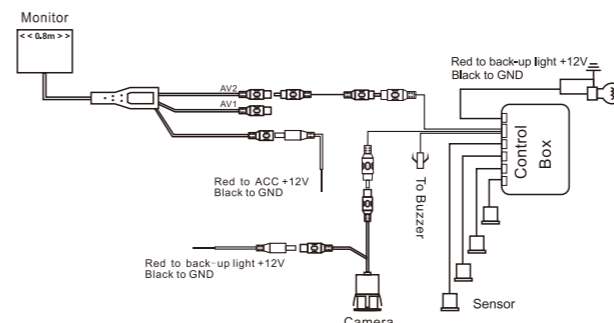 Monitor
<< 0.8m >>
AV2
AV1
Red to ACC +12V
Black to GND
Red to back-up light +12V
Black to GND
Control
Box
To Buzzer
Red to back-up light +12V
Black to GND
Sensor
Camera